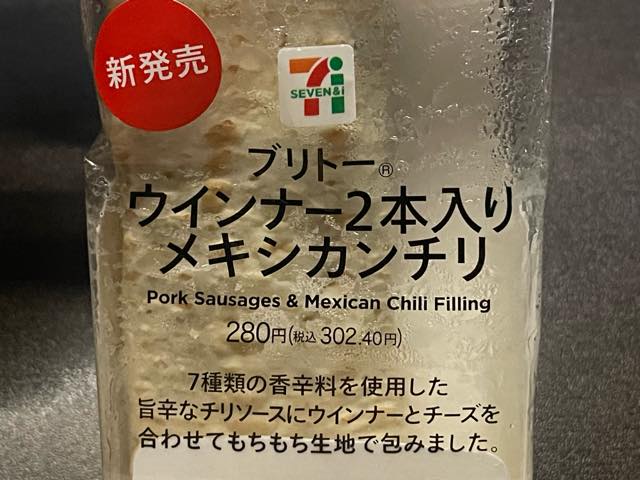 新発売
7i
SEVEN&i
ブリトー®
ウインナー2本入り
メキシカンチリ
Pork Sausages & Mexican Chili Filling
280円(税込 302.40円)
7種類の香辛料を使用した
旨辛なチリソースにウインナーとチーズを
合わせてもちもち生地で包みました。